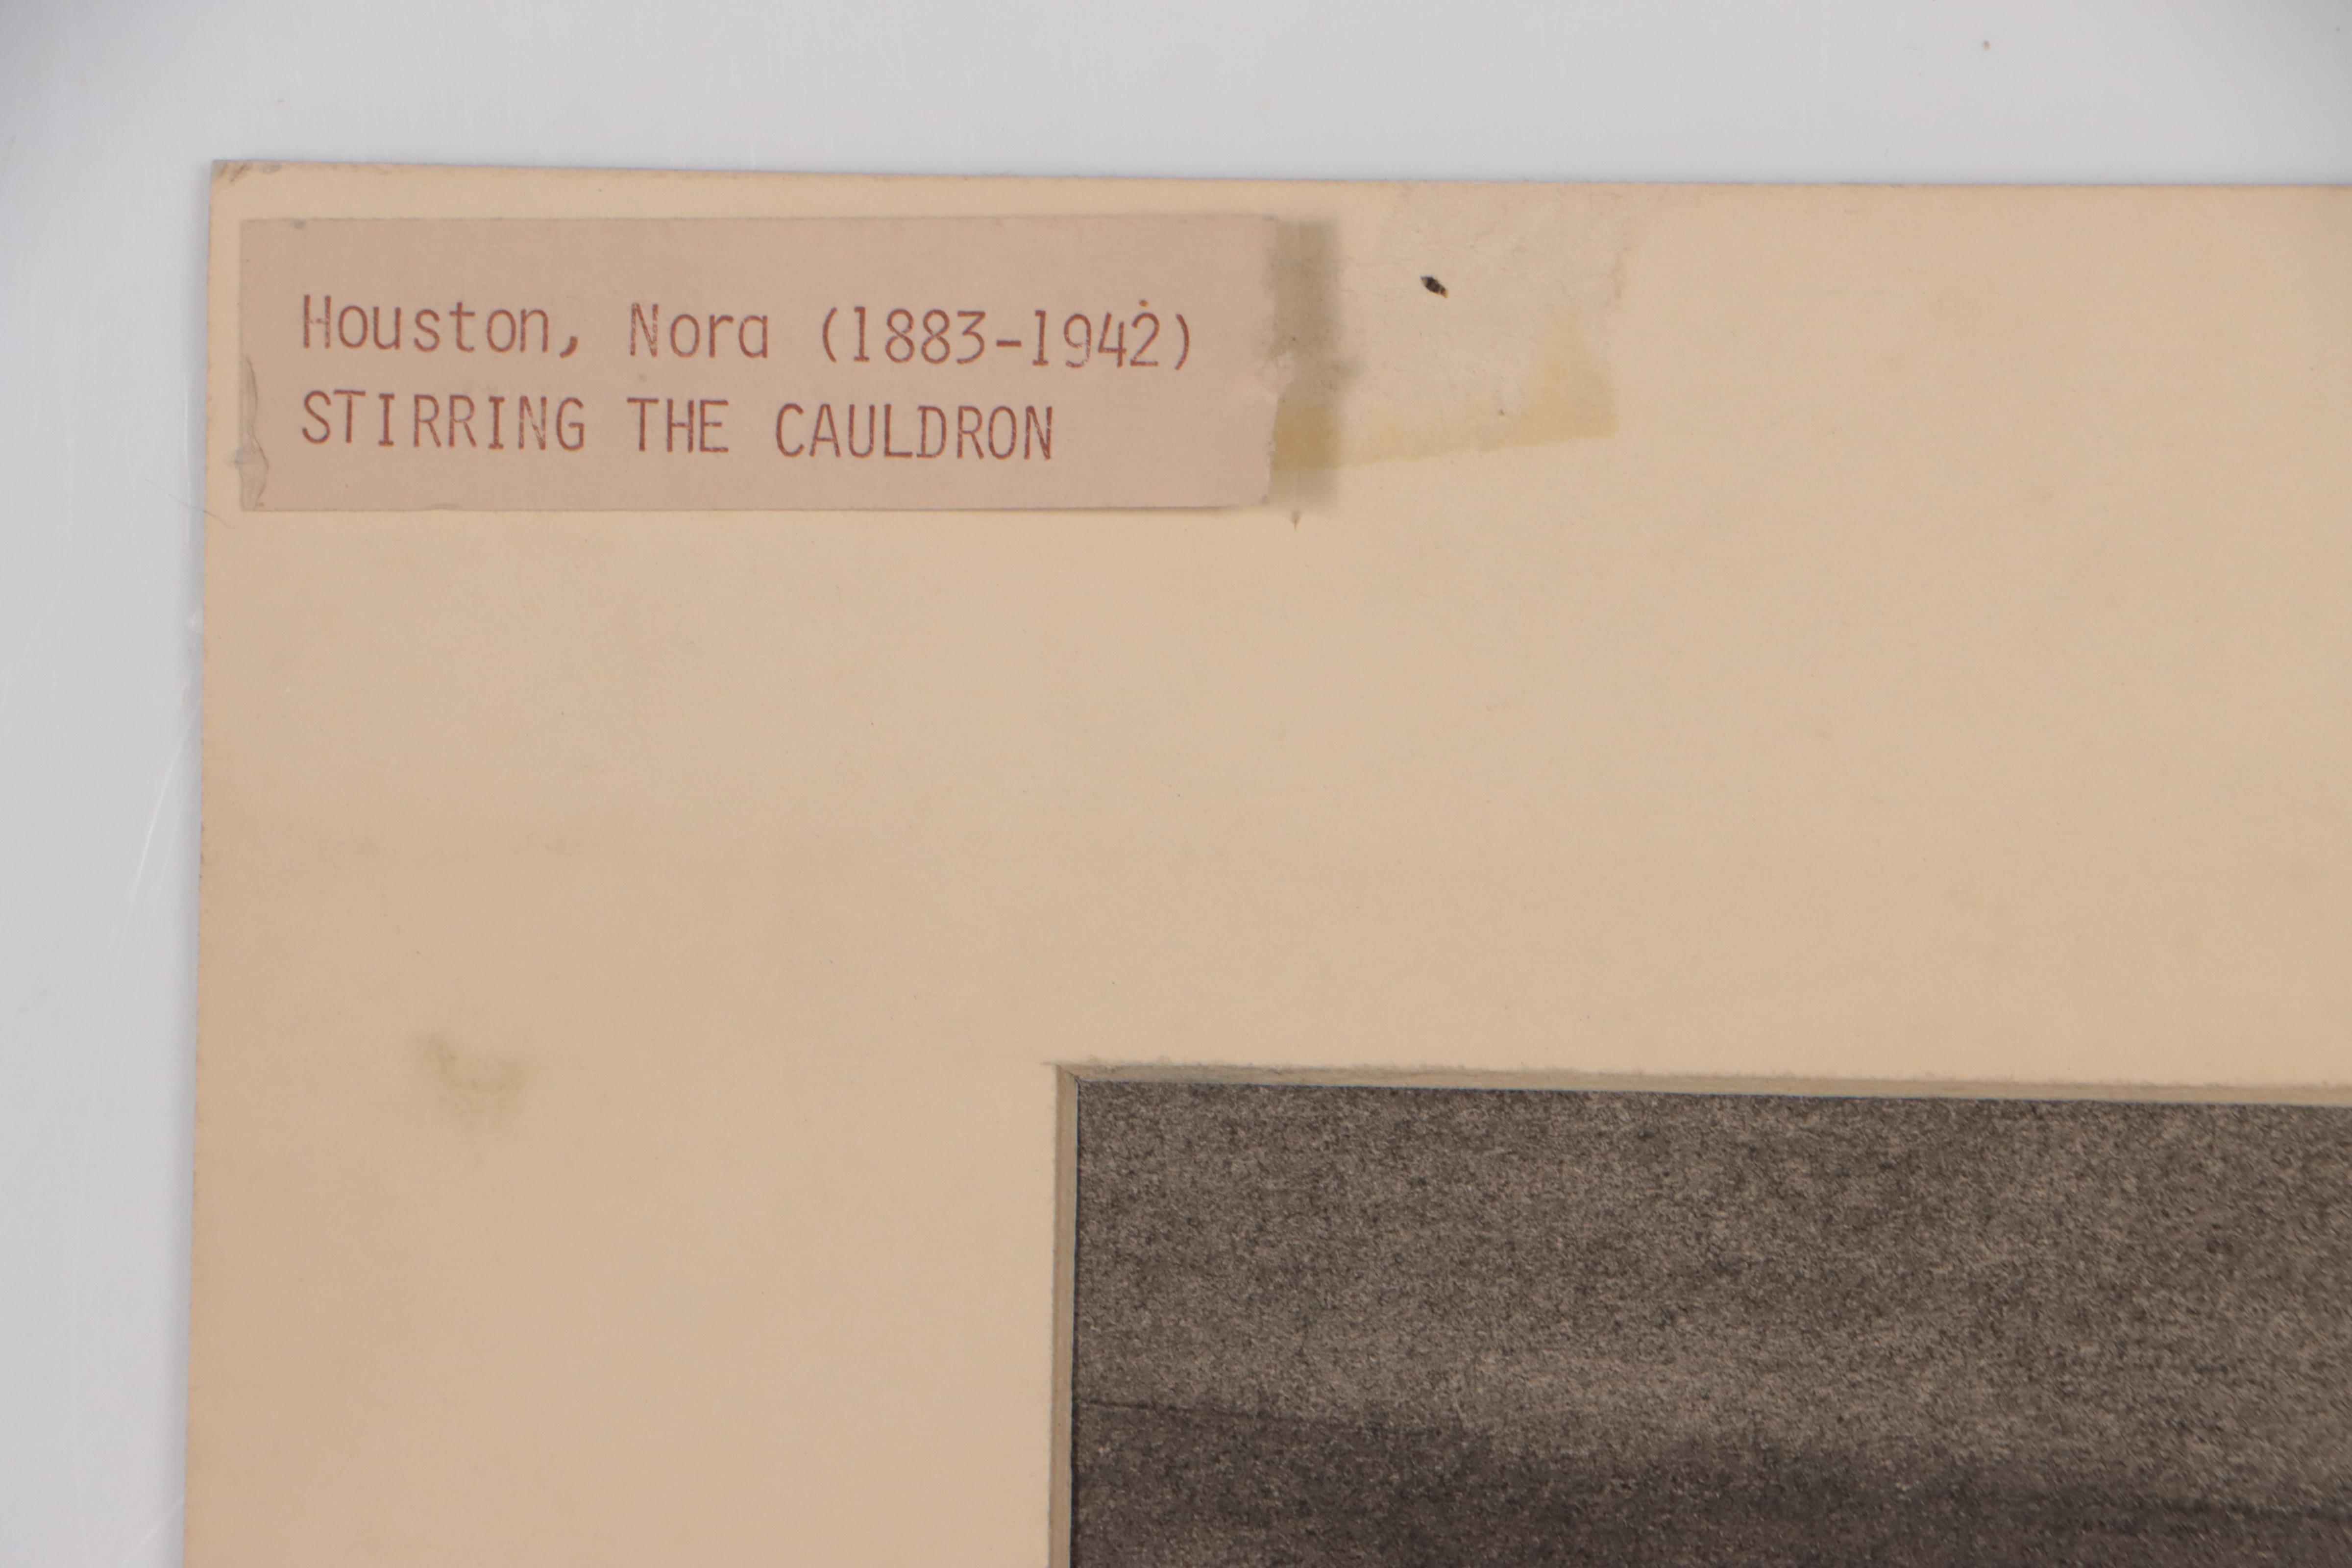 Houston, Nora (1883-1942)
STIRRING THE CAULDRON